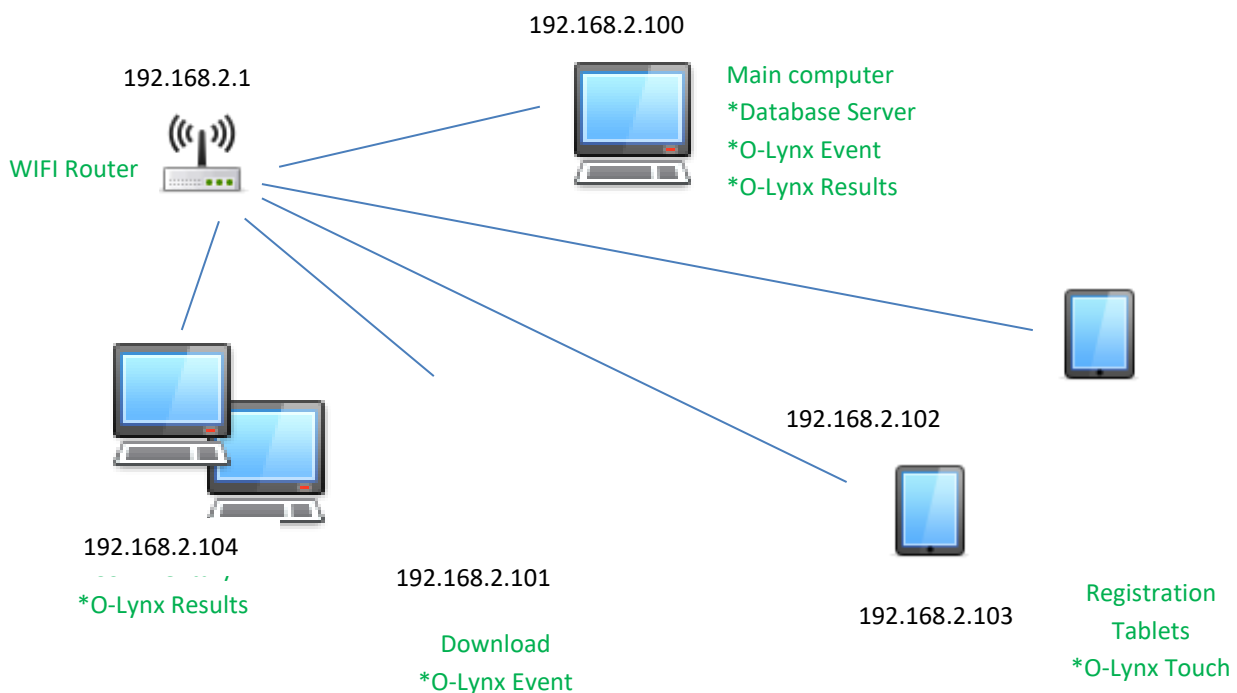 192.168.2.100
192.168.2.1
Main computer
*Database Server
*O-Lynx Event
*O-Lynx Results
WIFI Router
192.168.2.102
192.168.2.104
*O-Lynx Results
192.168.2.101
192.168.2.103
Download
*O-Lynx Event
Registration
Tablets
*O-Lynx Touch